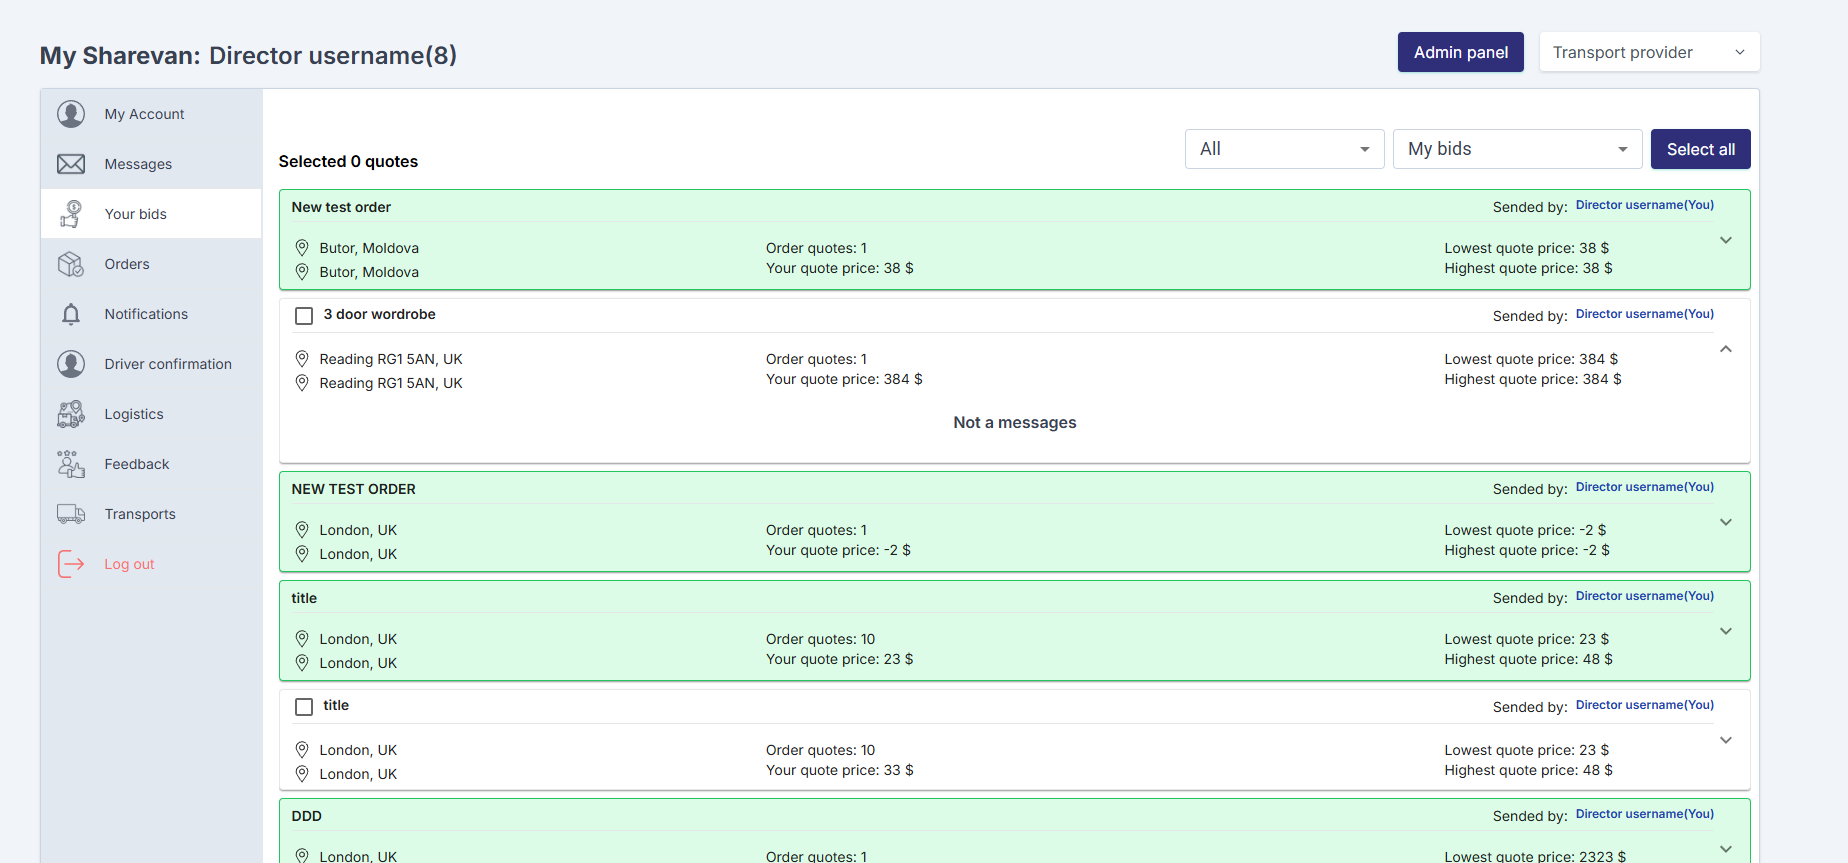 My Sharevan: Director username(8)
Admin panel
Transport provider
My Account
Messages
Your bids
Orders
Notifications
Driver confirmation
Logistics
Feedback
Transports
Log out
Selected 0 quotes
All
My bids
Select all
New test order
Sended by: Director username(You)
Butor, Moldova
Butor, Moldova
Order quotes: 1
Your quote price: 38 $
Lowest quote price: 38 $
Highest quote price: 38 $
3 door wordrobe
Sended by: Director username(You)
Reading RG1 5AN, UK
Reading RG1 5AN, UK
Order quotes: 1
Your quote price: 384 $
Lowest quote price: 384 $
Highest quote price: 384 $
Not a messages
NEW TEST ORDER
Sended by: Director username(You)
London, UK
London, UK
Order quotes: 1
Your quote price: -2 $
Lowest quote price: -2 $
Highest quote price: -2 $
title
Sended by: Director username(You)
London, UK
London, UK
Order quotes: 10
Your quote price: 23 $
Lowest quote price: 23 $
Highest quote price: 48 $
title
Sended by: Director username(You)
London, UK
London, UK
Order quotes: 10
Your quote price: 33 $
Lowest quote price: 23 $
Highest quote price: 48 $
DDD
Sended by: Director username(You)
London, UK
Order quotes: 1
Lowest quote price: 2323 $